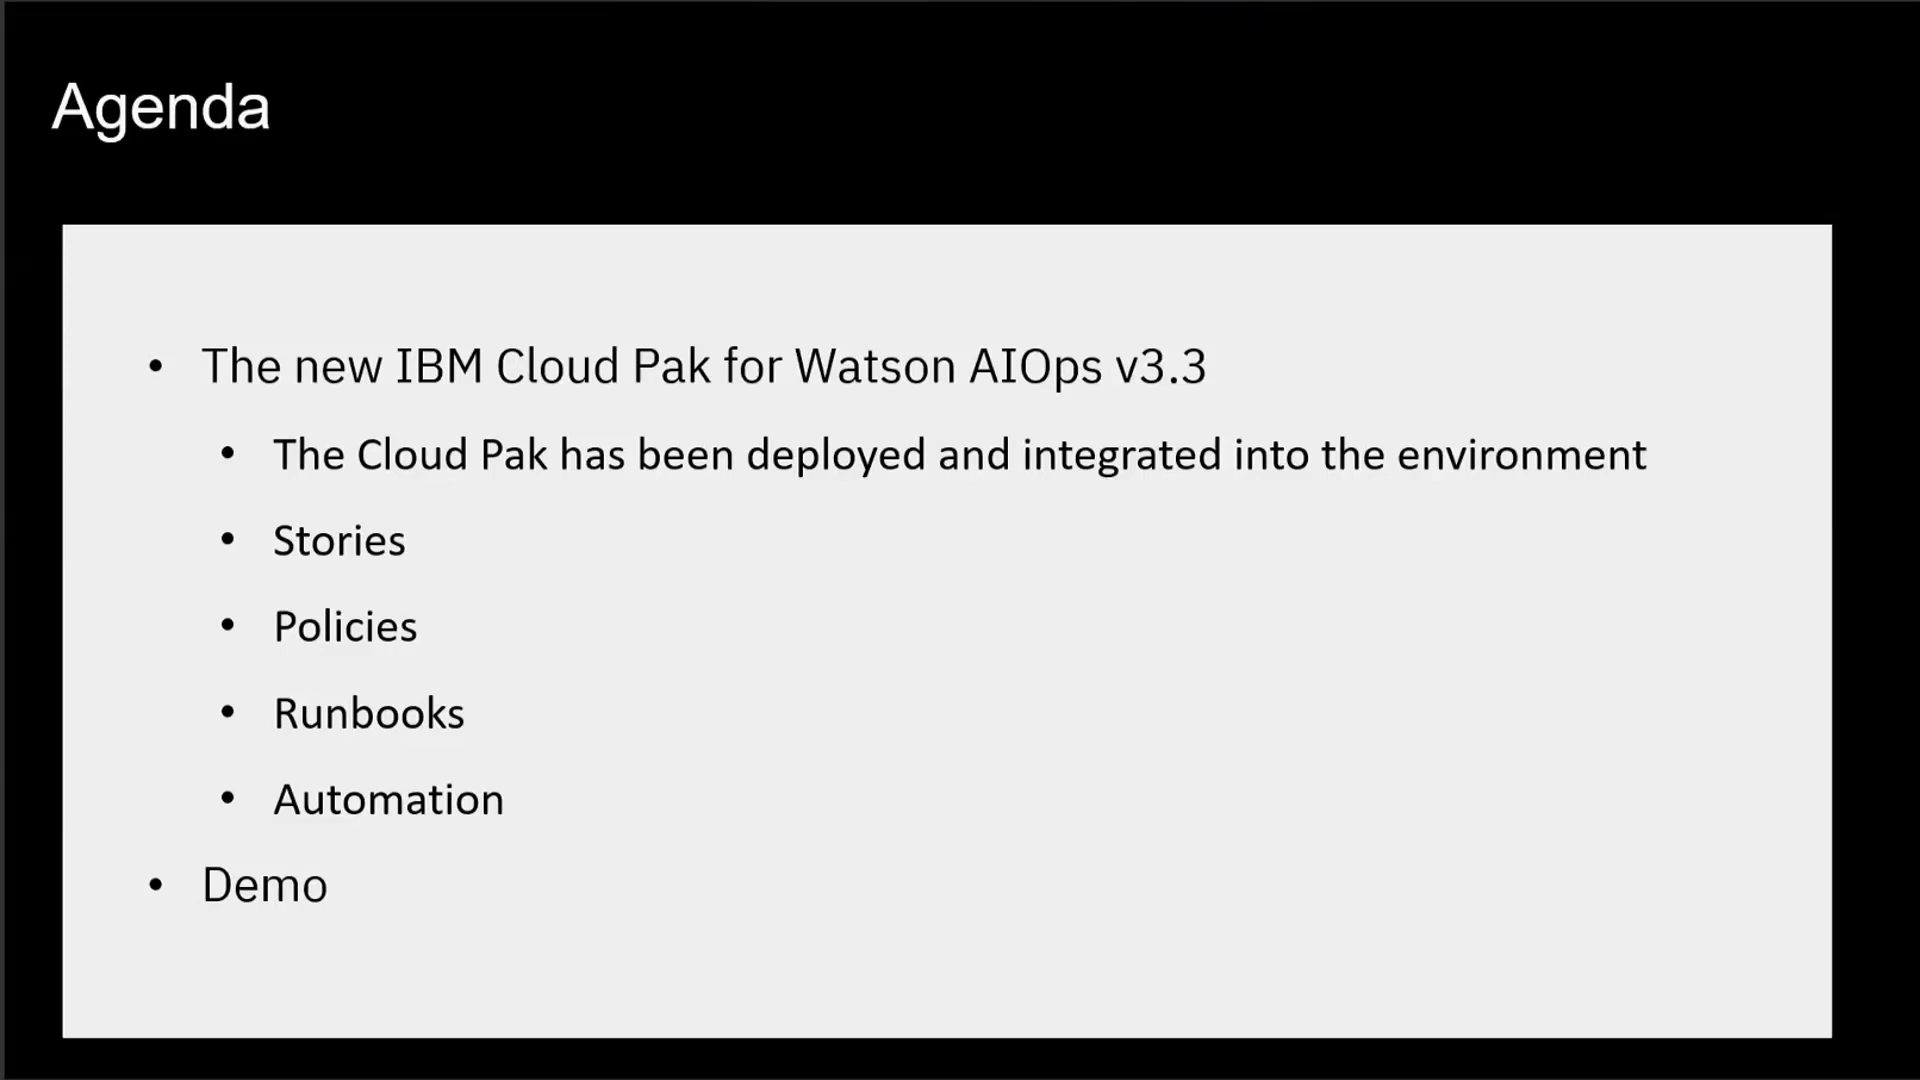 Agenda
• The new IBM Cloud Pak for Watson AIOps v3.3
• The Cloud Pak has been deployed and integrated into the environment
• Stories
• Policies
• Runbooks
• Automation
• Demo